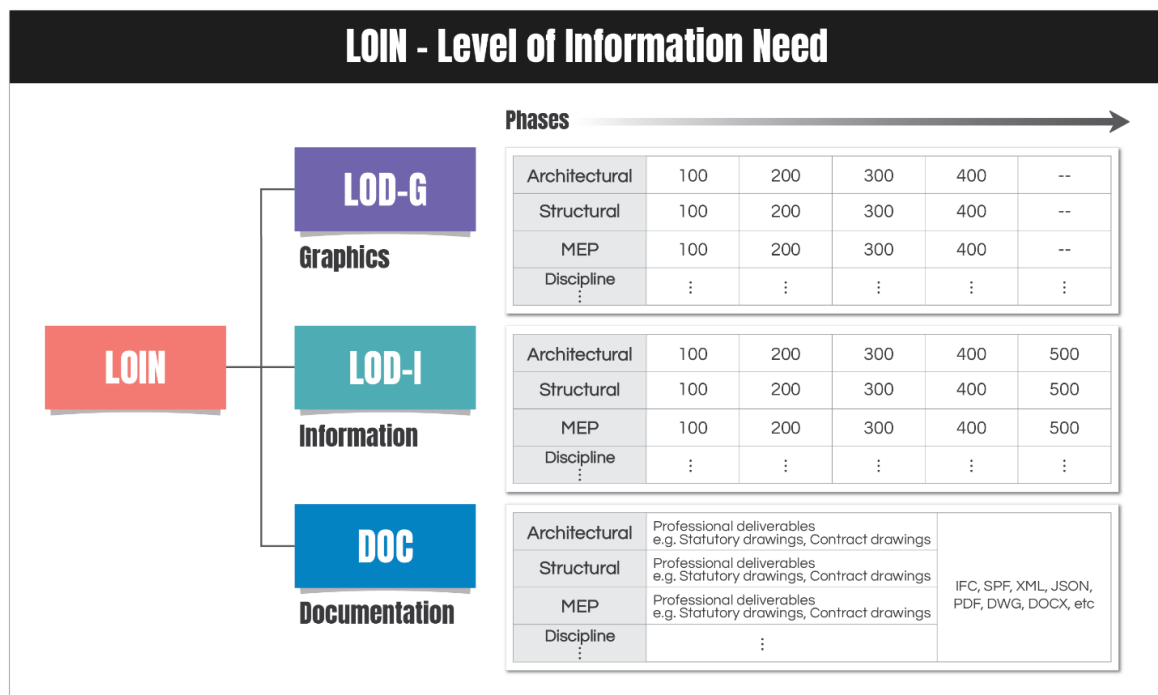 LOIN - Level of Information Need
Phases
LOIN
LOD-G
Graphics
Architectural 100 200 300 400 --
Structural 100 200 300 400 --
MEP 100 200 300 400 --
Discipline
⋮ ⋮ ⋮ ⋮ ⋮ ⋮
LOD-I
Information
Architectural 100 200 300 400 500
Structural 100 200 300 400 500
MEP 100 200 300 400 500
Discipline
⋮ ⋮ ⋮ ⋮ ⋮ ⋮
DOC
Documentation
Architectural Professional deliverables
e.g. Statutory drawings, Contract drawings
Structural Professional deliverables
e.g. Statutory drawings, Contract drawings
MEP Professional deliverables
e.g. Statutory drawings, Contract drawings
Discipline
⋮ ⋮
IFC, SPF, XML, JSON,
PDF, DWG, DOCX, etc